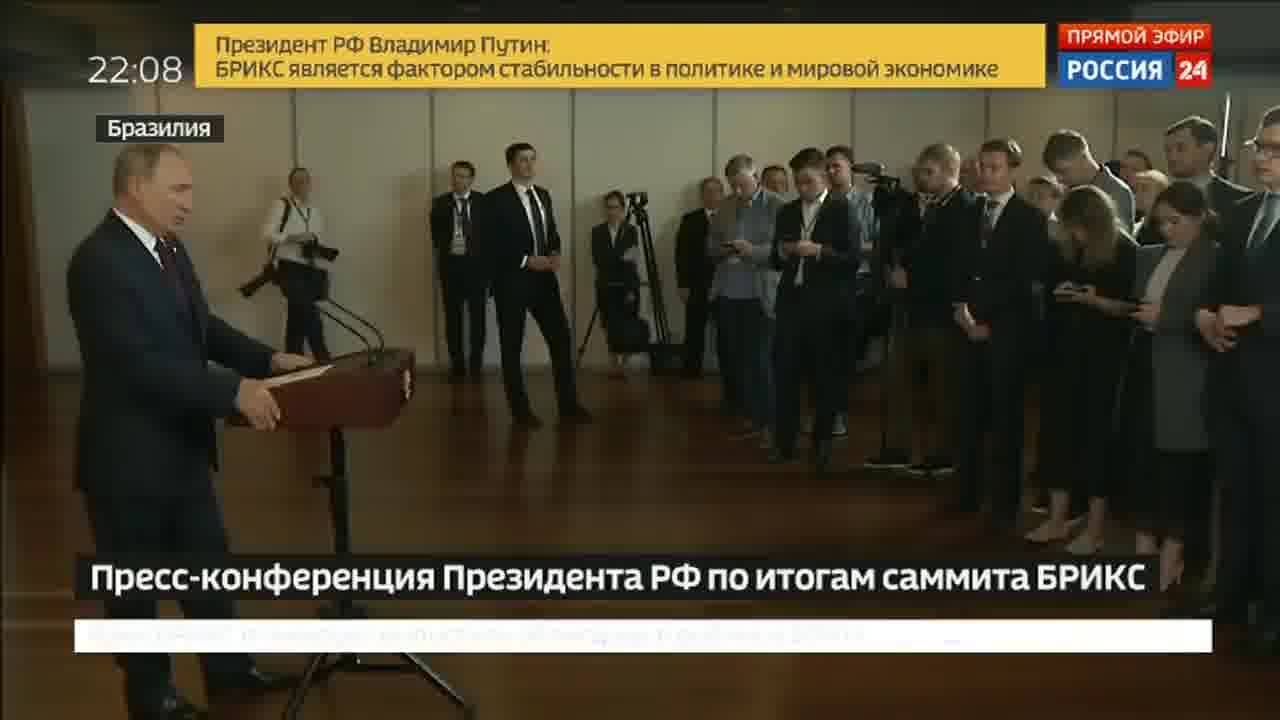 22:08
Президент РФ Владимир Путин:
БРИКС является фактором стабильности в политике и мировой экономике
ПРЯМОЙ ЭФИР
РОССИЯ 24
Бразилия
Пресс-конференция Президента РФ по итогам саммита БРИКС